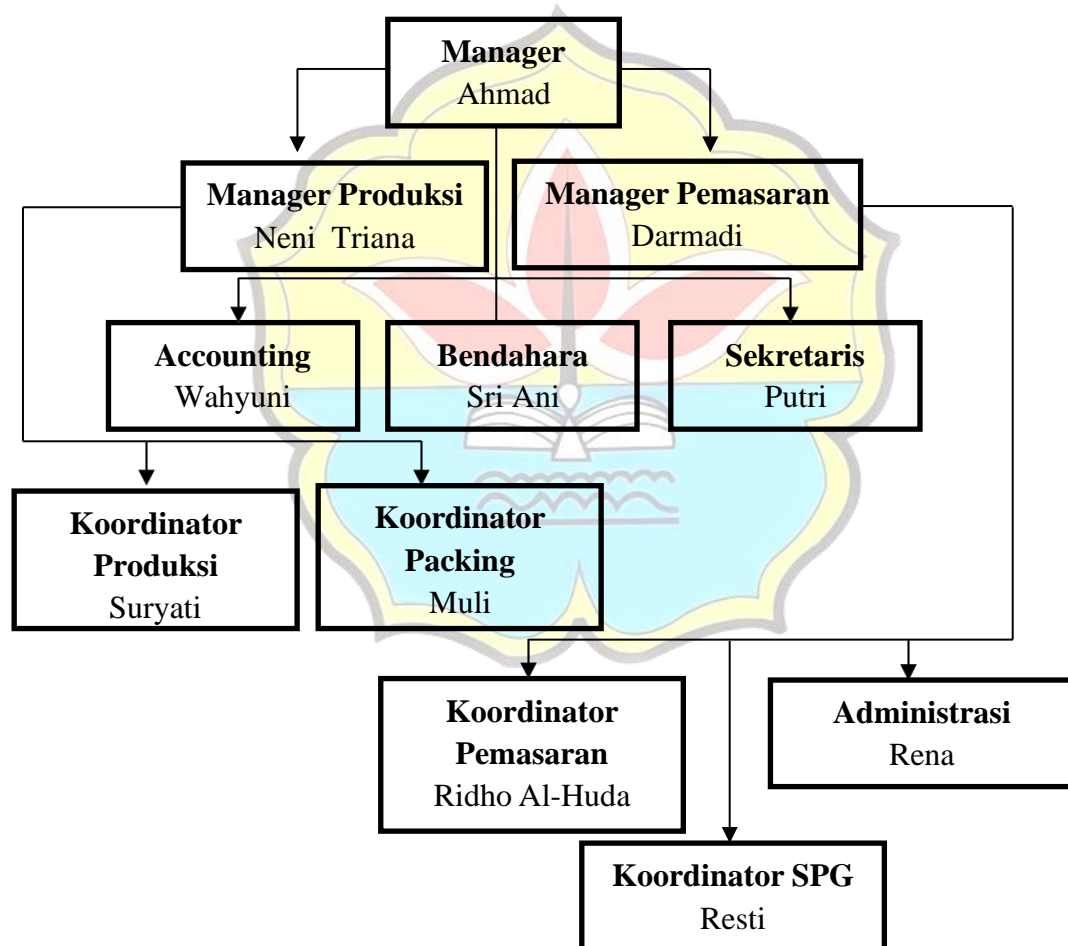 Manager
Ahmad
Manager Produksi
Neni  Triana
Manager Pemasaran
Darmadi
Accounting
Wahyuni
Bendahara
Sri Ani
Sekretaris
Putri
Koordinator
Produksi
Suryati
Koordinator
Packing
Muli
Koordinator
Pemasaran
Ridho Al-Huda
Administrasi
Rena
Koordinator SPG
Resti